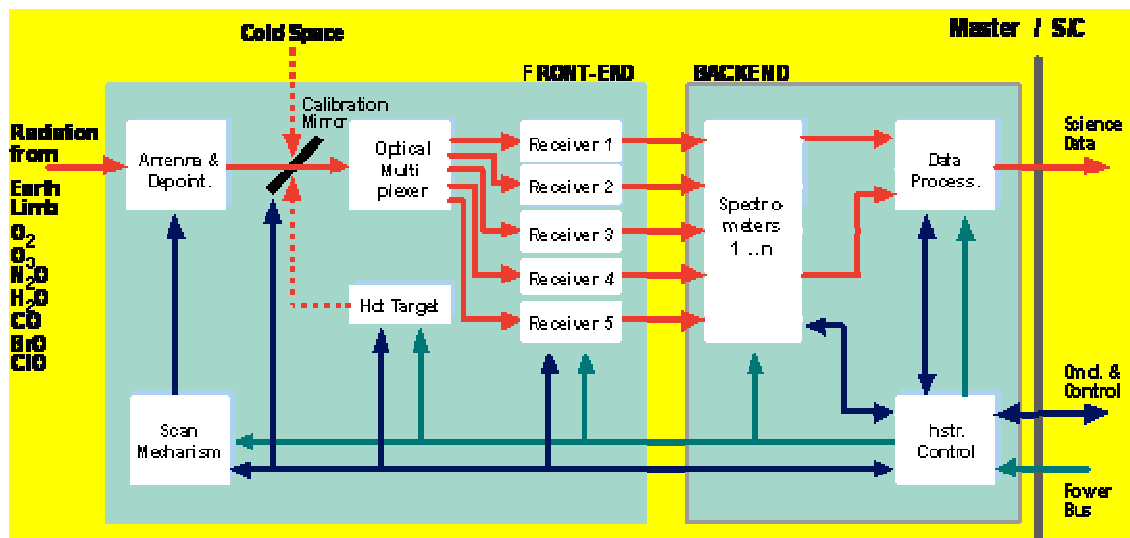 Master / S/C
Cold Space
FRONT-END
BACKEND
Calibration
Mirror
Radiation
from
Earth
Limb
O2
O3
N2O
H2O
CO
BrO
ClO
Antenna &
Depoint.
Optical
Multi
plexer
Receiver 1
Receiver 2
Receiver 3
Receiver 4
Receiver 5
Spectro-
meters
1 ...n
Data
Process.
Science
Data
Hot Target
Scan
Mechanism
Instr.
Control
Cmd. &
Control
Power
Bus